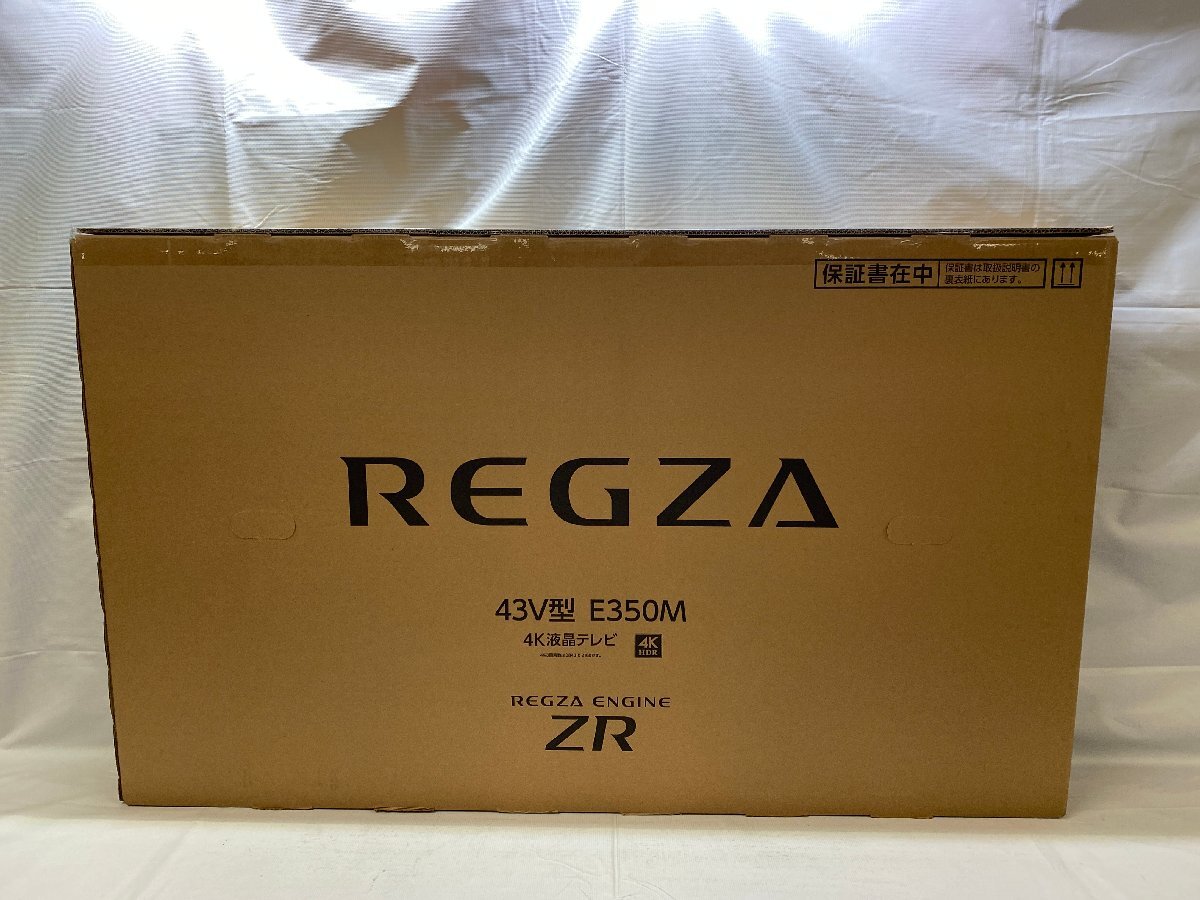 保証書在中
保証書は取扱説明書の
裏表紙にあります。
REGZA
43V型 E350M
4K液晶テレビ 4K HDR
REGZA ENGINE
ZR